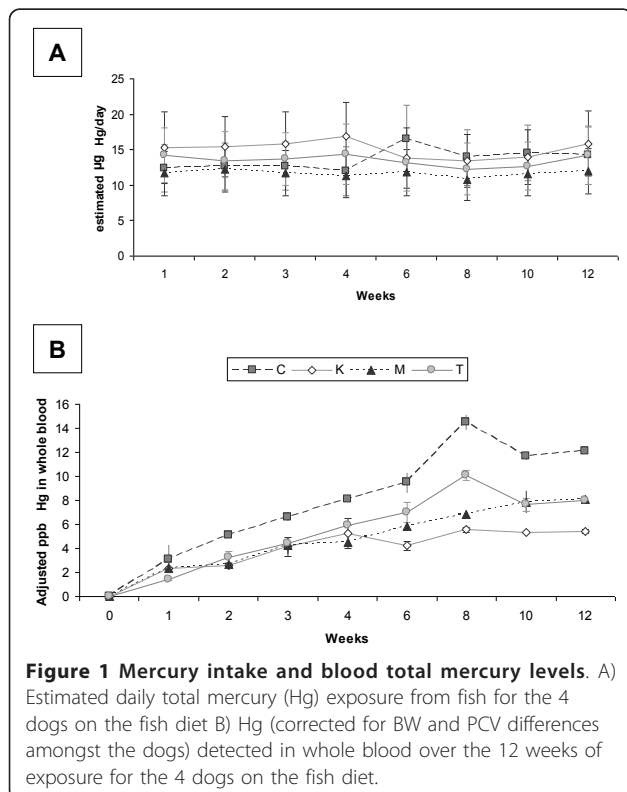 A
25
20
15
10
5
0
estimated µg Hg/day
1 2 3 4 6 8 10 12
Weeks
B
C K M T
16
14
12
10
8
6
4
2
0
Adjusted ppb Hg in whole blood
0 1 2 3 4 6 8 10 12
Weeks
Figure 1 Mercury intake and blood total mercury levels. A)
Estimated daily total mercury (Hg) exposure from fish for the 4
dogs on the fish diet B) Hg (corrected for BW and PCV differences
amongst the dogs) detected in whole blood over the 12 weeks of
exposure for the 4 dogs on the fish diet.